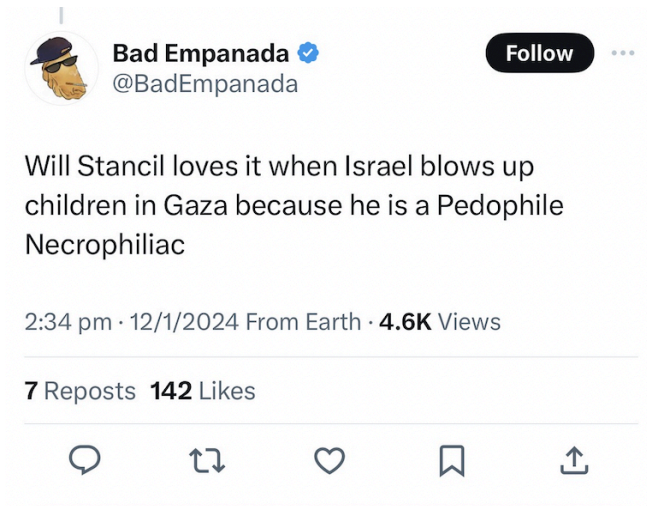 Bad Empanada
Follow
@BadEmpanada
Will Stancil loves it when Israel blows up
children in Gaza because he is a Pedophile
Necrophiliac
2:34 pm · 12/1/2024 From Earth · 4.6K Views
7 Reposts 142 Likes